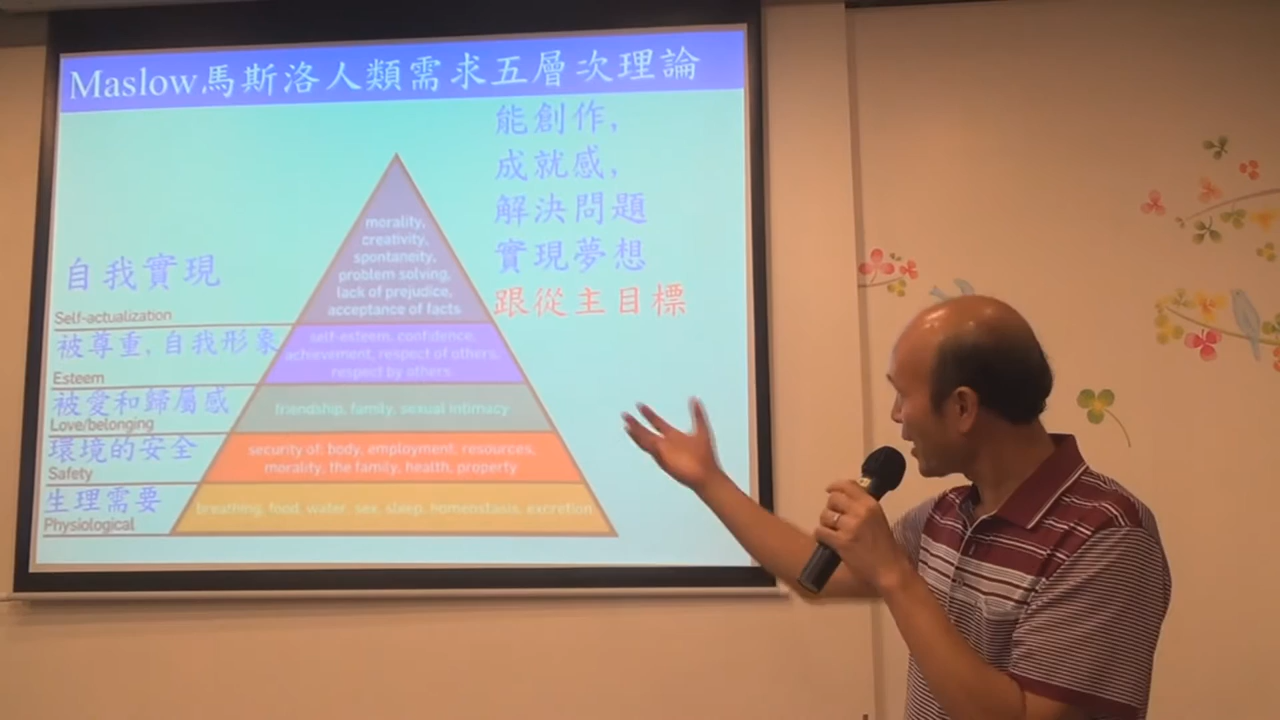 Maslow馬斯洛人類需求五層次理論
能創作,
成就感,
解決問題
實現夢想
跟從主目標
morality,
creativity,
spontaneity,
problem solving,
lack of prejudice,
acceptance of facts
自我實現
Self-actualization
被尊重,自我形象
self-esteem, confidence,
achievement, respect of others,
respect by others
Esteem
被愛和歸屬感
friendship, family, sexual intimacy
Love/belonging
環境的安全
security of: body, employment, resources,
morality, the family, health, property
Safety
生理需要
breathing, food, water, sex, sleep, homeostasis, excretion
Physiological